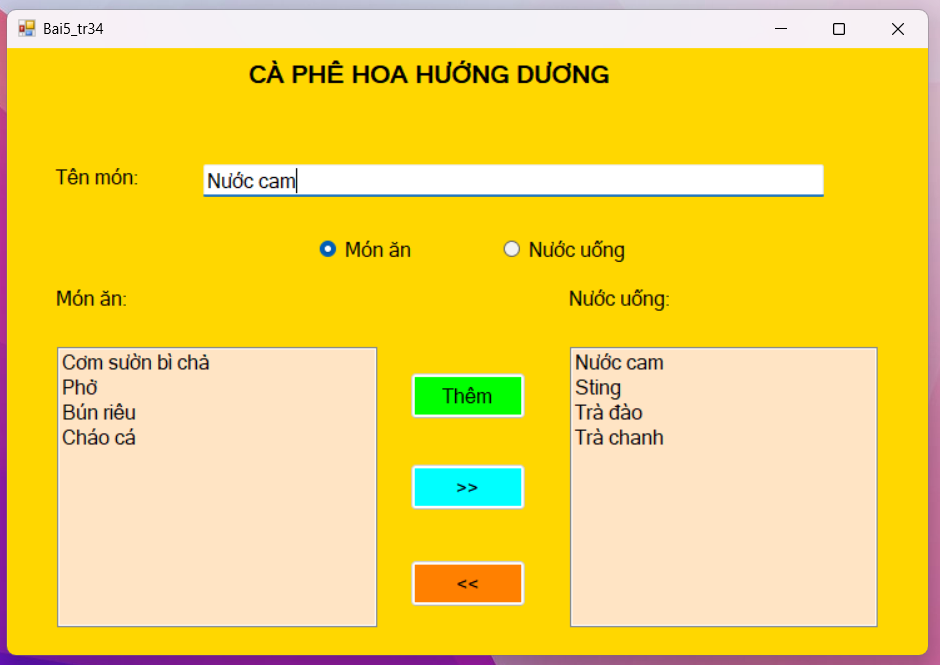 Bai5_tr34
CÀ PHÊ HOA HƯỚNG DƯƠNG
Tên món:
Nước cam
Món ăn
Nước uống
Món ăn:
Nước uống:
Cơm sườn bì chả
Phở
Bún riêu
Cháo cá
Thêm
>>
<<
Nước cam
Sting
Trà đào
Trà chanh